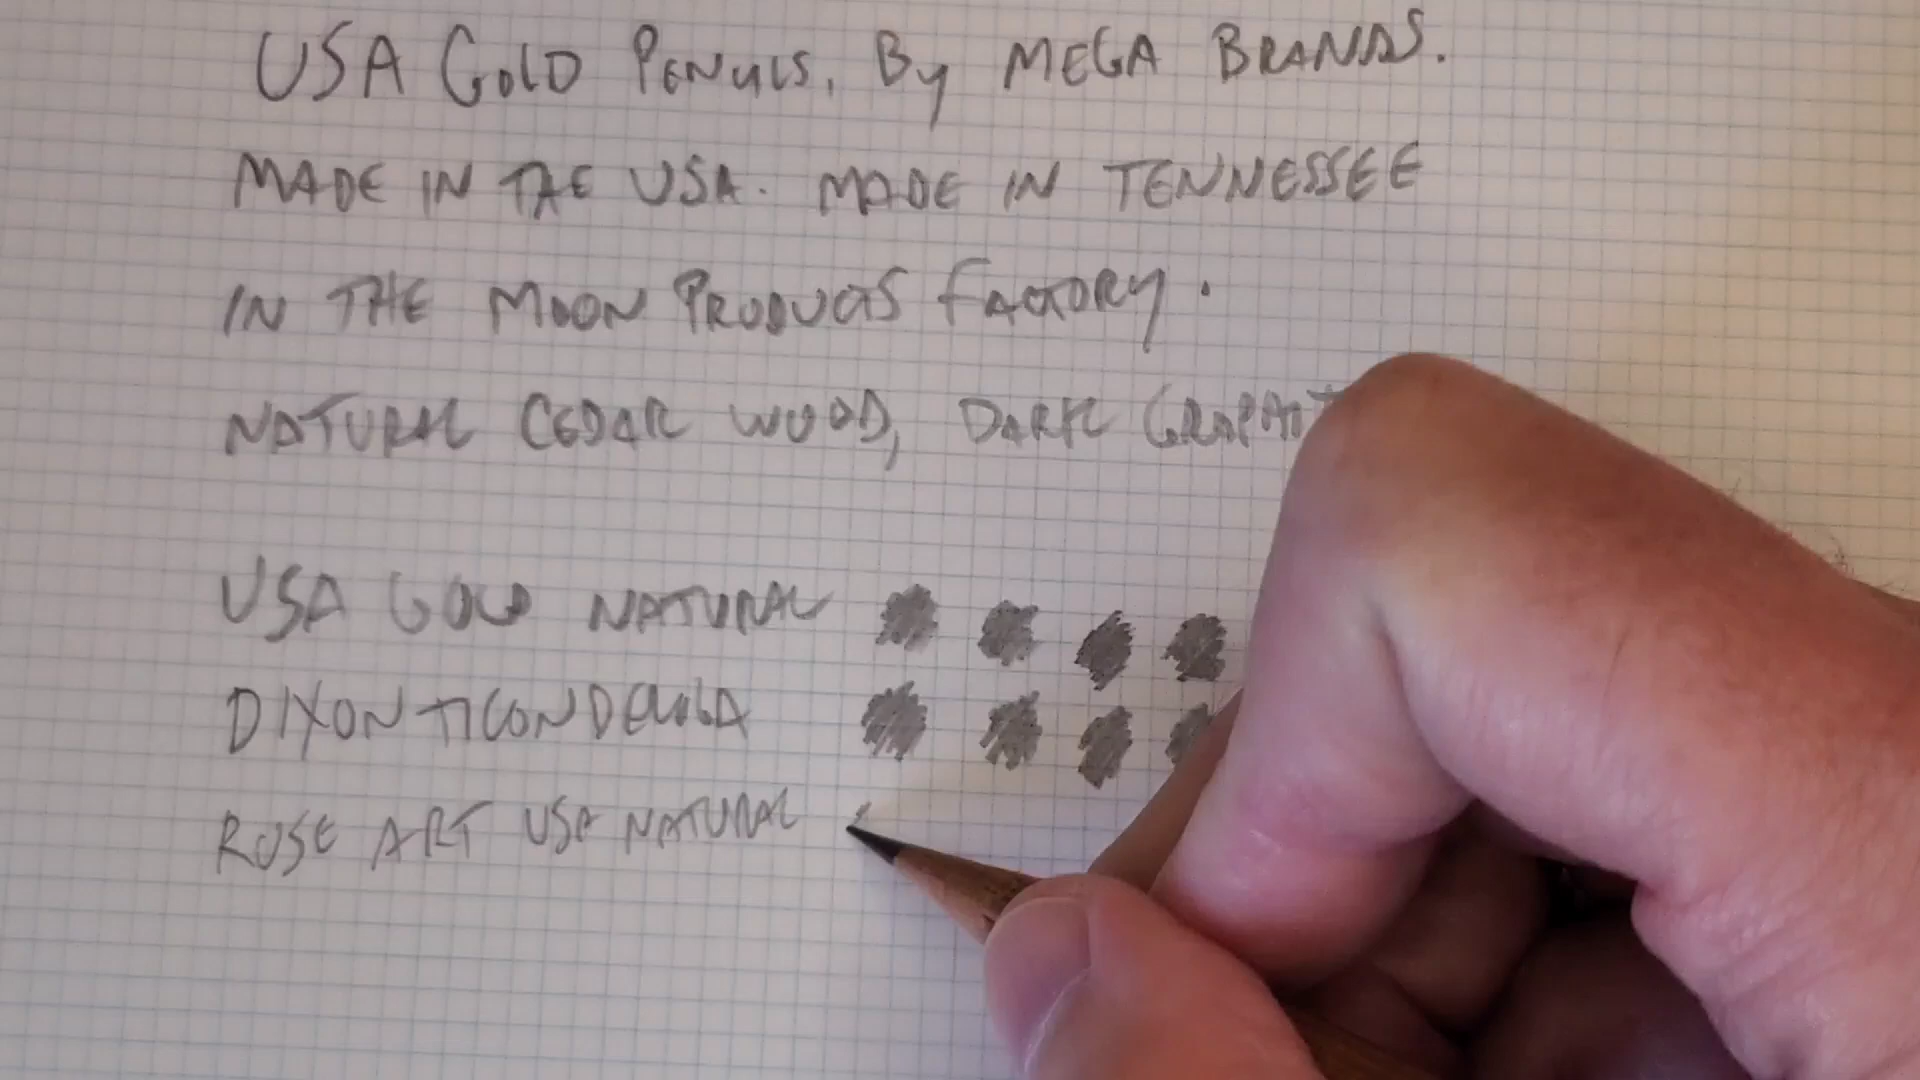 USA GOLD PENCILS, By MEGA BRANDS.
MADE IN THE USA. MADE IN TENNESSEE
IN THE MOON PRODUCTS FACTORY.
NATURAL CEDAR WOOD, DARK GRAPHIT
USA GOLD NATURAL
DIXON TICONDEROGA
ROSE ART USA NATURAL